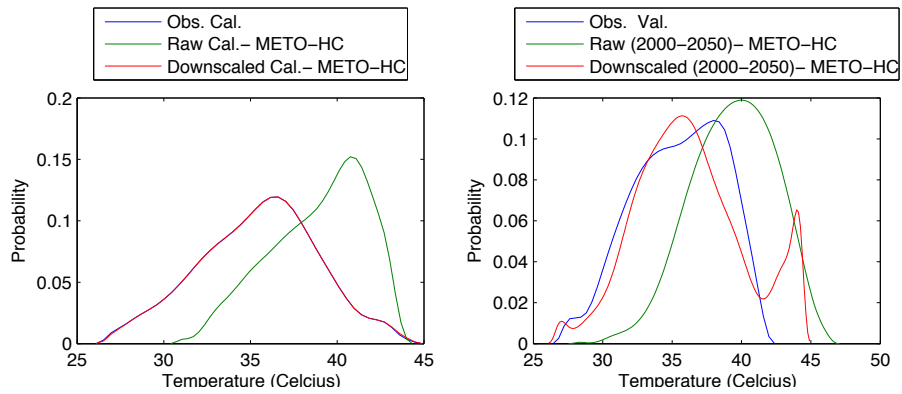 Obs. Cal.
Raw Cal.– METO–HC
Downscaled Cal.– METO–HC
0.2
0.15
0.1
0.05
0
25
30
35
40
45
Probability
Temperature (Celcius)
Obs. Val.
Raw (2000–2050)– METO–HC
Downscaled (2000–2050)– METO–HC
0.12
0.1
0.08
0.06
0.04
0.02
0
25
30
35
40
45
50
Probability
Temperature (Celcius)